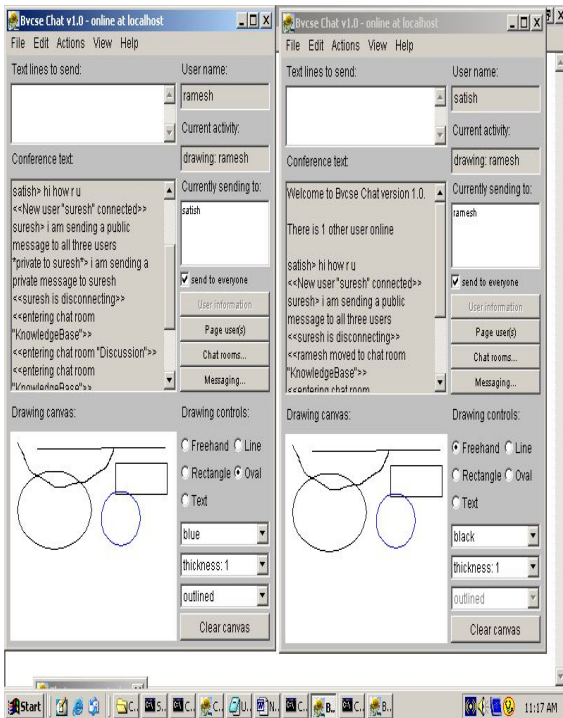 Bvcse Chat v1.0 - online at localhost
File Edit Actions View Help
Text lines to send:
User name:
ramesh
Current activity:
drawing: ramesh
Conference text:
Currently sending to:
satish
satish> hi how r u
<<New user "suresh" connected>>
suresh> i am sending a public
message to all three users
*private to suresh*> i am sending a
private message to suresh
<<suresh is disconnecting>>
<<entering chat room
"KnowledgeBase">>
<<entering chat room "Discussion">>
<<entering chat room
"KnowledgeBase">>
send to everyone
User information
Page user(s)
Chat rooms...
Messaging...
Drawing canvas:
Drawing controls:
Freehand Line
Rectangle Oval
Text
blue
thickness: 1
outlined
Clear canvas
Bvcse Chat v1.0 - online at localhost
File Edit Actions View Help
Text lines to send:
User name:
satish
Current activity:
drawing: ramesh
Conference text:
Currently sending to:
ramesh
Welcome to Bvcse Chat version 1.0.
There is 1 other user online
satish> hi how r u
<<New user "suresh" connected>>
suresh> i am sending a public
message to all three users
<<suresh is disconnecting>>
<<ramesh moved to chat room
"KnowledgeBase">>
<<entering chat room
send to everyone
User information
Page user(s)
Chat rooms...
Messaging...
Drawing canvas:
Drawing controls:
Freehand Line
Rectangle Oval
Text
black
thickness: 1
outlined
Clear canvas
Start C.. S.. C.. C.. U.. N.. C.. B.. C.. B.. 11:17 AM